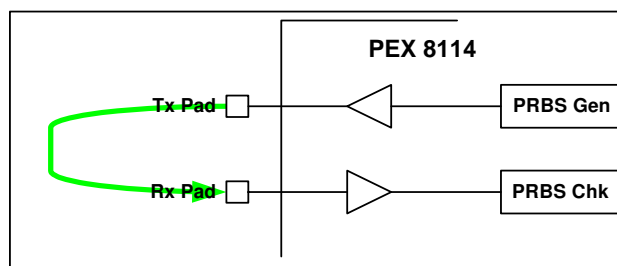 PEX 8114
Tx Pad
PRBS Gen
Rx Pad
PRBS Chk